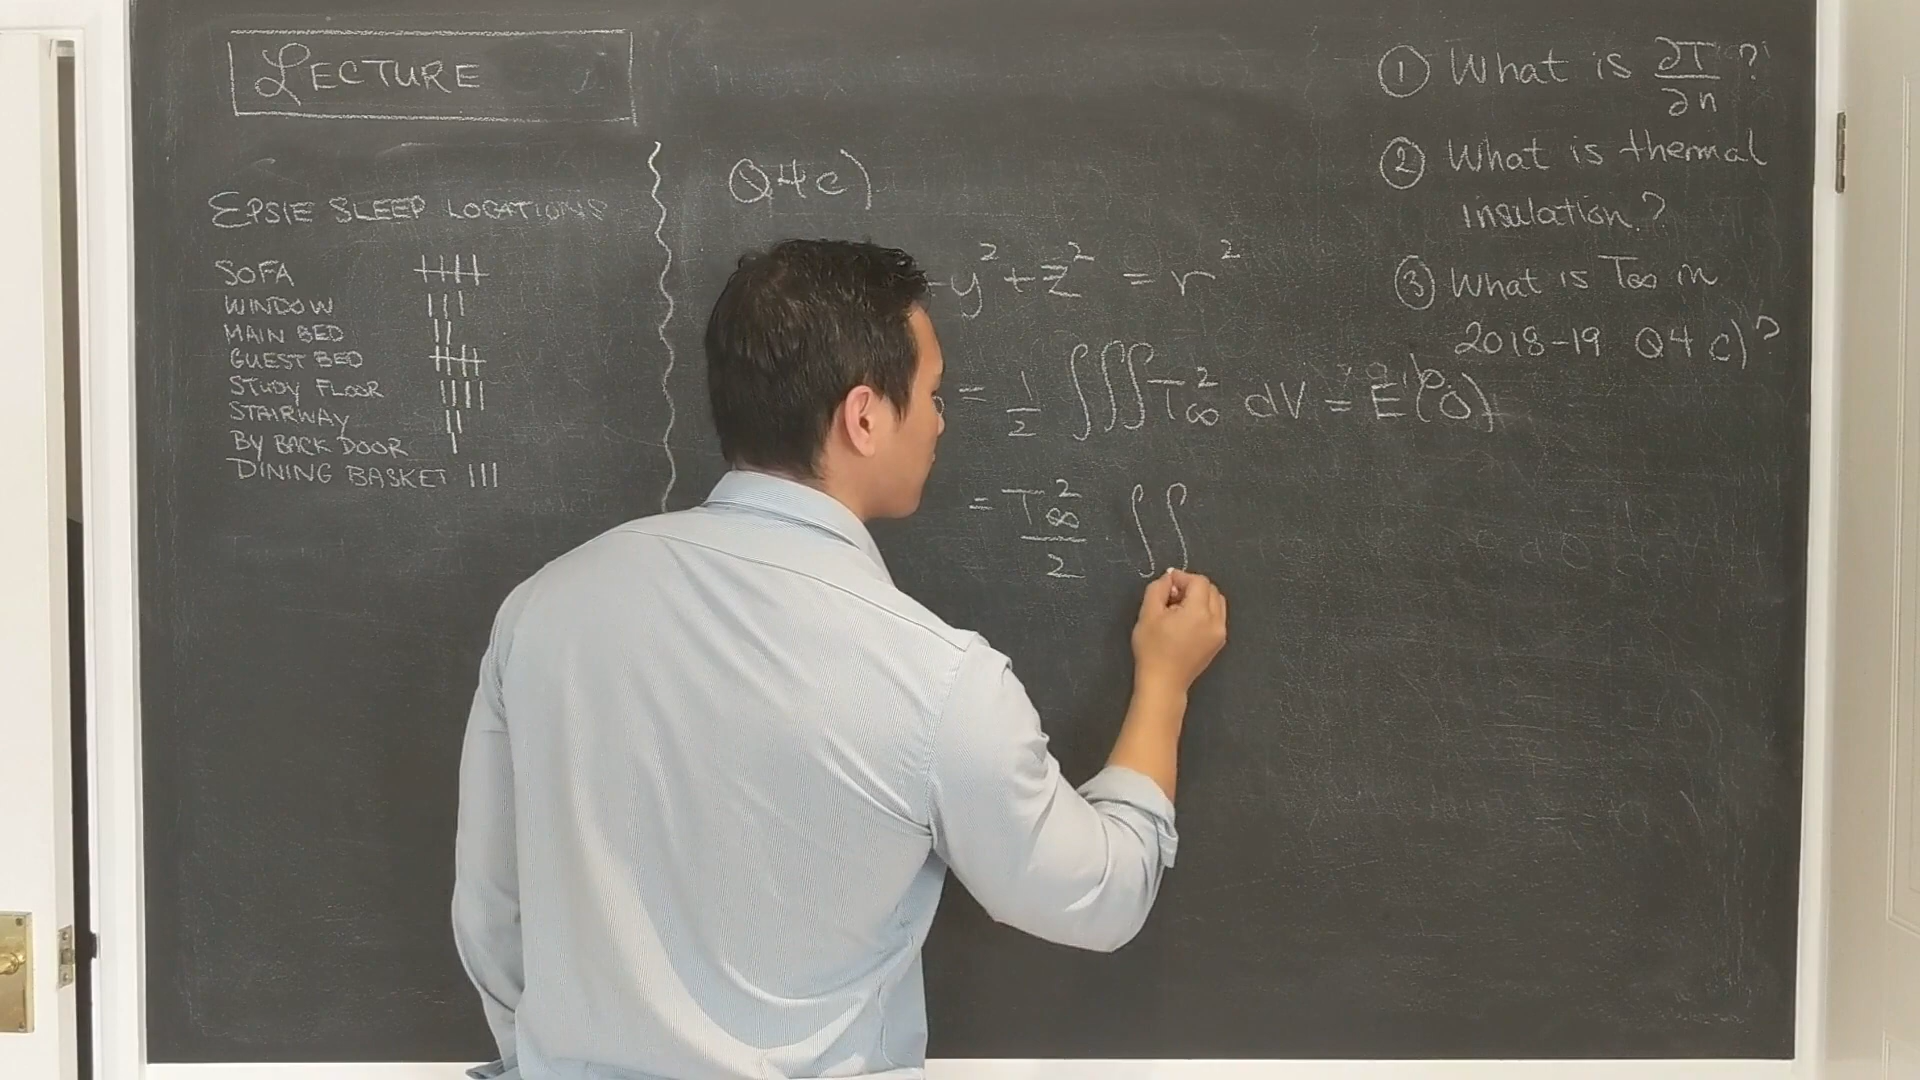 LECTURE
EPSIE SLEEP LOCATIONS
SOFA
WINDOW |||
MAIN BED ||
GUEST BED
STUDY FLOOR ||||
STAIRWAY ||
BY BACK DOOR |
DINING BASKET |||
Q4c)
y² + z² = r²
= 1/2 ∫∫∫ T∞² dV = E(0)
= T∞²/2 ∫∫
① What is ∂T/∂n ?
② What is thermal
insulation?
③ What is T∞ in
2018-19 Q4 c)?